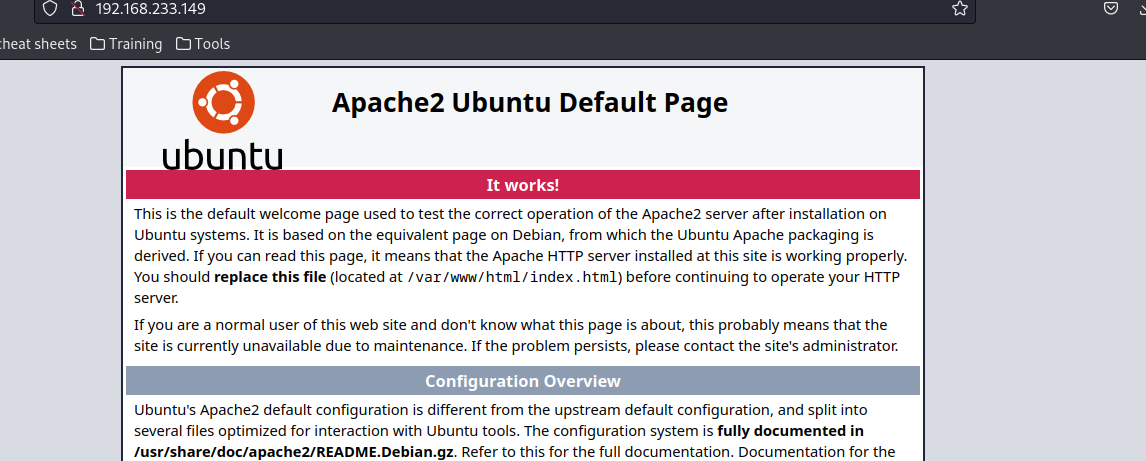 192.168.233.149
cheat sheets Training Tools
ubuntu
Apache2 Ubuntu Default Page
It works!
This is the default welcome page used to test the correct operation of the Apache2 server after installation on
Ubuntu systems. It is based on the equivalent page on Debian, from which the Ubuntu Apache packaging is
derived. If you can read this page, it means that the Apache HTTP server installed at this site is working properly.
You should replace this file (located at /var/www/html/index.html) before continuing to operate your HTTP
server.
If you are a normal user of this web site and don't know what this page is about, this probably means that the
site is currently unavailable due to maintenance. If the problem persists, please contact the site's administrator.
Configuration Overview
Ubuntu's Apache2 default configuration is different from the upstream default configuration, and split into
several files optimized for interaction with Ubuntu tools. The configuration system is fully documented in
/usr/share/doc/apache2/README.Debian.gz. Refer to this for the full documentation. Documentation for the